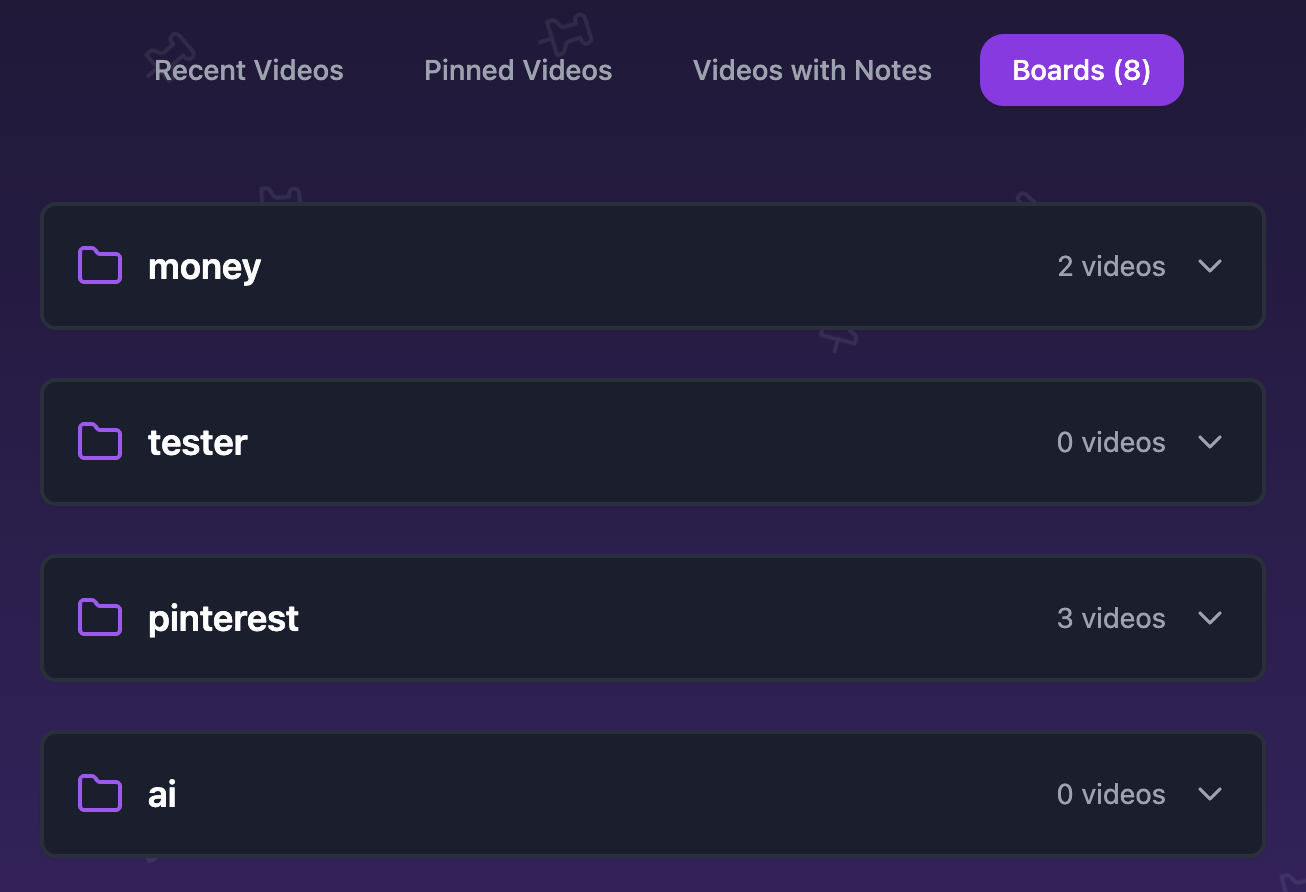 Recent Videos Pinned Videos Videos with Notes Boards (8)
money 2 videos
tester 0 videos
pinterest 3 videos
ai 0 videos